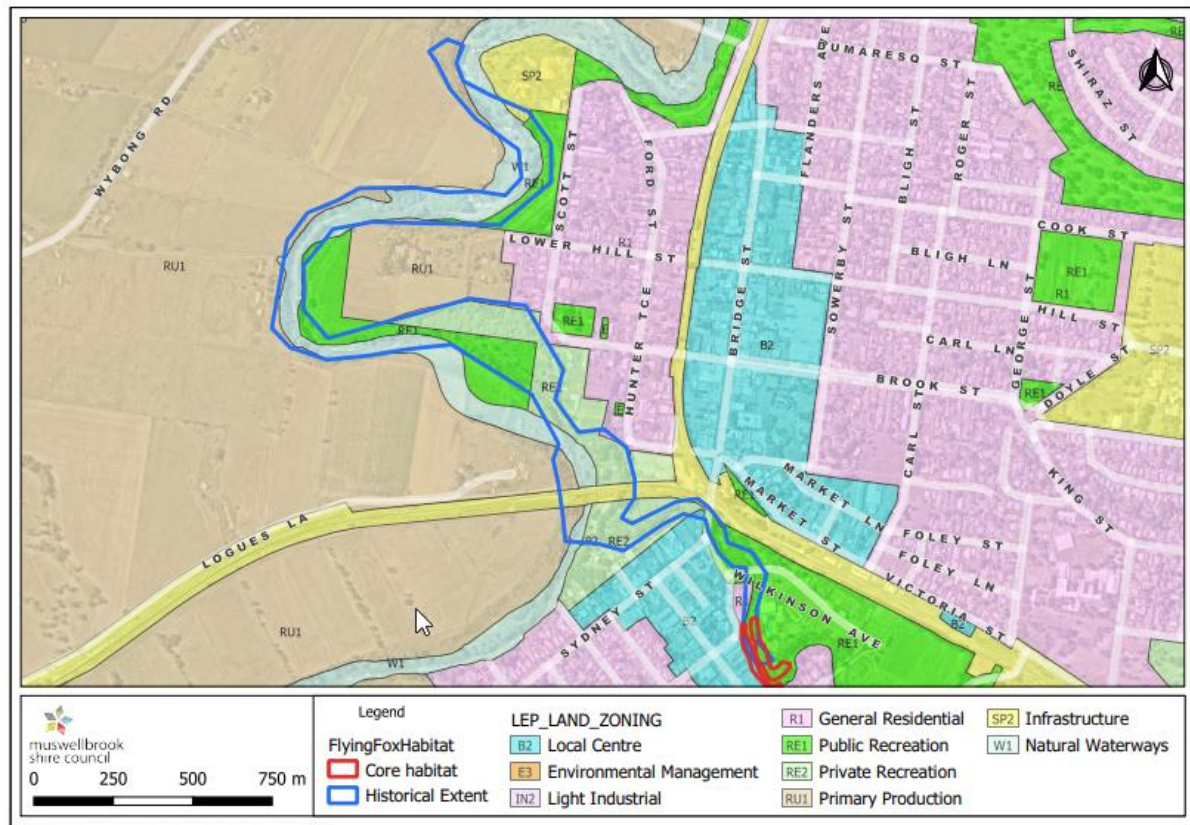 DUMARESQ ST
FLANDERS AVE
SHIRAZ ST
RE
SP2
RE
WYBONG RD
SCOTT ST
FORD ST
BLIGH ST
ROGER ST
W1
RE1
COOK ST
LOWER HILL ST
R1
BLIGH LN
RE1
R1
RU1
RU1
BRIDGE ST
SOWERBY ST
GEORGE ST
HILL ST
RE1
RE1
HUNTER TCE
B2
CARL LN
SP2
BROOK ST
RE1
DOYLE ST
CARL ST
KING ST
MARKET LN
RE1
MARKET ST
LOGUES LA
FOLEY ST
RE2
FOLEY LN
WILKINSON AVE
VICTORIA ST
SYDNEY ST
B2
B2
RU1
RE1
W1
muswellbrook
shire council
0 250 500 750 m
Legend
FlyingFoxHabitat
Core habitat
Historical Extent
LEP_LAND_ZONING
B2 Local Centre
E3 Environmental Management
IN2 Light Industrial
R1 General Residential
RE1 Public Recreation
RE2 Private Recreation
RU1 Primary Production
SP2 Infrastructure
W1 Natural Waterways